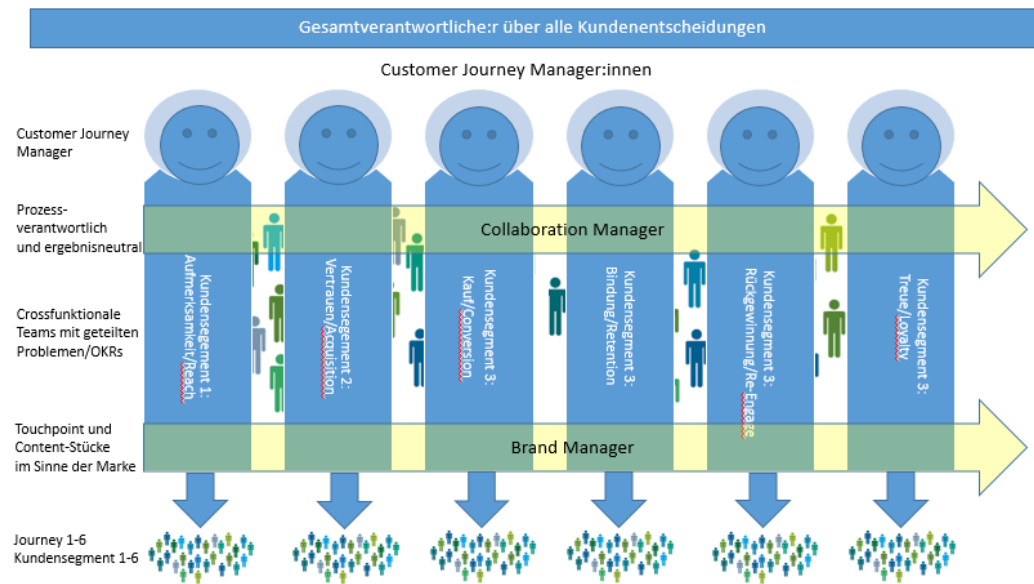 Gesamtverantwortliche:r über alle Kundenentscheidungen
Customer Journey Manager:innen
Customer Journey
Manager
Prozess-
verantwortlich
und ergebnisneutral
Collaboration Manager
Crossfunktionale
Teams mit geteilten
Problemen/OKRs
Kundensegement 1:
Aufmerksamkeit/Reach
Kundensegement 2:
Vertrauen/Acquisition
Kundensegment 3:
Kauf/Conversion
Kundensegment 3:
Bindung/Retention
Kundensegment 3:
Rückgewinnung/Re-Engage
Kundensegment 3:
Treue/Loyalty
Touchpoint und
Content-Stücke
im Sinne der Marke
Brand Manager
Journey 1-6
Kundensegment 1-6